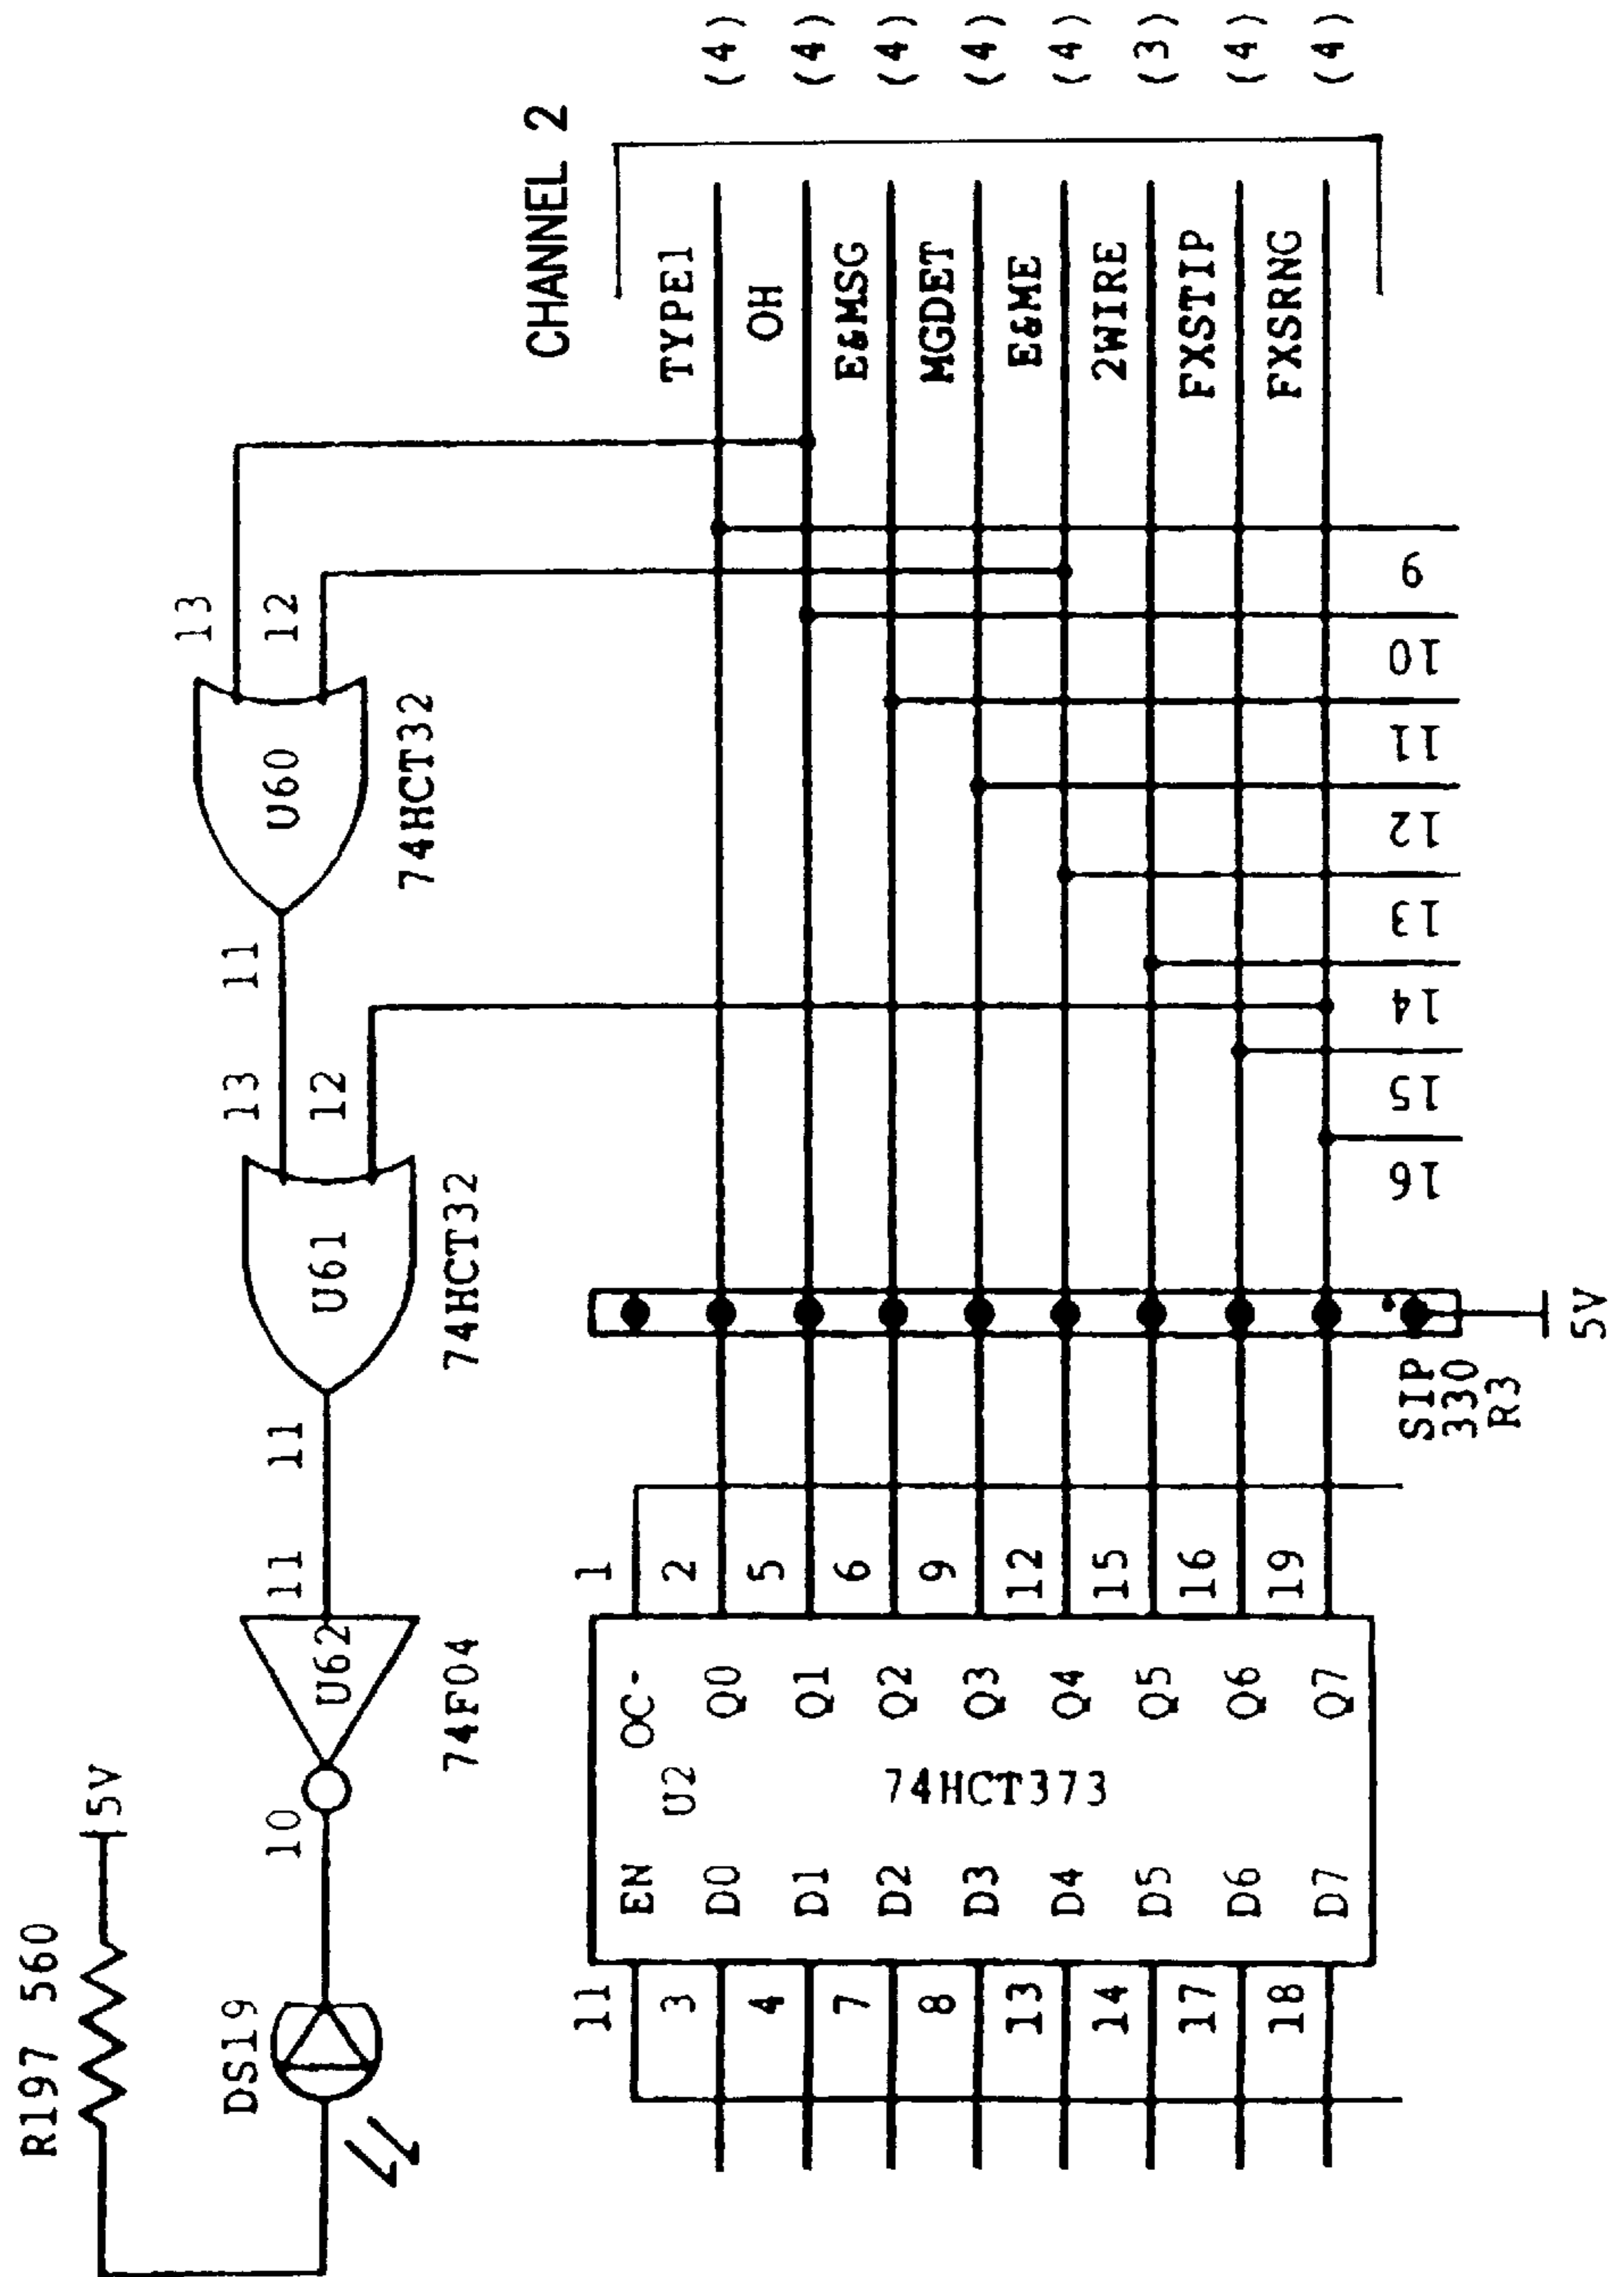 R197 560
5V
DS19
10
U62
74F04
11
11
U61
74HCT32
13
12
11
U60
74HCT32
13
12
CHANNEL 2
TYPE1 (4)
OH (4)
E&MSG (4)
MGDET (4)
E&ME (4)
2WIRE (3)
FXSTIP (4)
FXSRNG (4)
11 EN OC- 1
U2
3 D0 Q0 2
4 D1 Q1 5
7 D2 Q2 6
74HCT373
8 D3 Q3 9
13 D4 Q4 12
14 D5 Q5 15
17 D6 Q6 16
18 D7 Q7 19
SIP
330
R3
5V
16
15
14
13
12
11
10
9